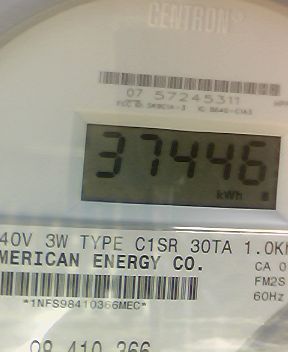 CENTRON
07 57245311
37446
kWh
40V 3W TYPE C1SR 30TA 1.0K
MERICAN ENERGY CO.
CA 0
FM2S
60Hz
*1NFS98410366MEC*
98 410 366